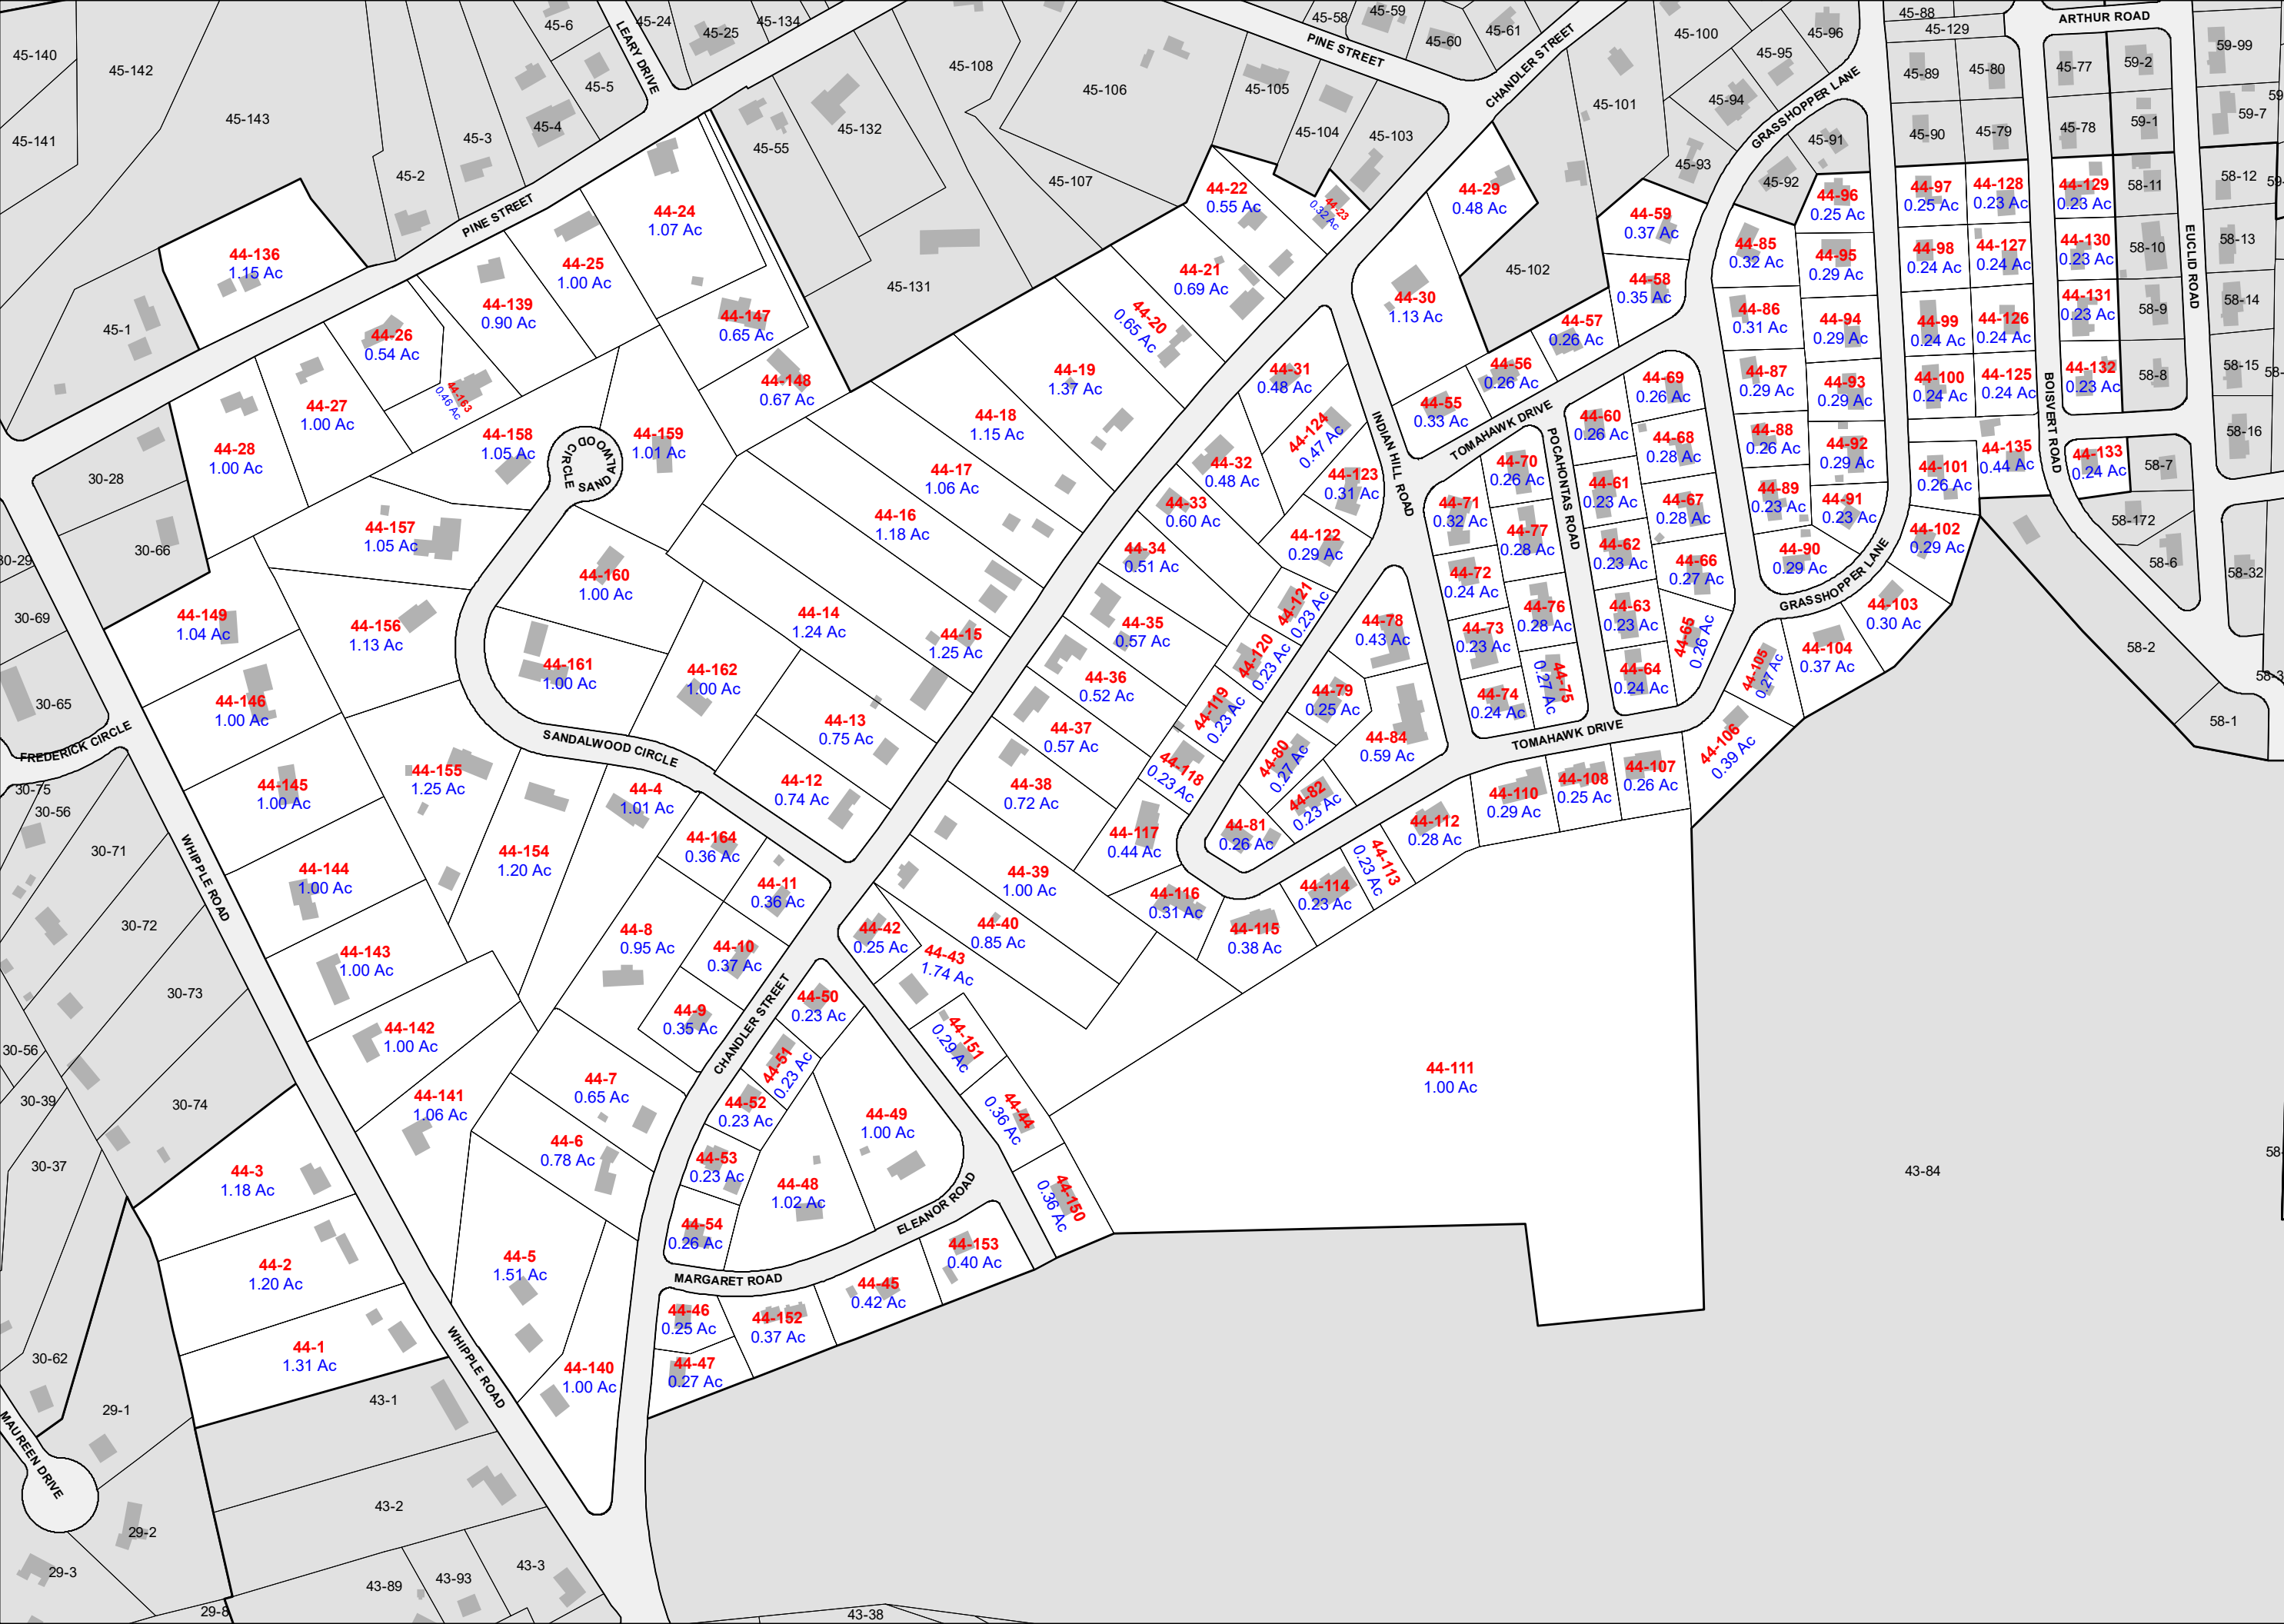 45-140
45-142
45-141
45-143
45-6
45-24
45-134
45-25
LEARY DRIVE
45-5
45-4
45-3
45-2
45-1
45-108
45-106
45-132
45-55
45-107
45-131
45-105
45-104
45-103
45-58
45-59
45-60
45-61
PINE STREET
CHANDLER STREET
45-100
45-101
45-102
45-96
45-95
45-94
45-93
45-92
45-91
GRASSHOPPER LANE
45-88
45-129
45-89
45-80
45-90
45-79
ARTHUR ROAD
45-77
59-2
45-78
59-1
59-99
59-7
58-12
58-13
58-14
58-15
58-16
58-11
58-10
58-9
58-8
58-7
58-172
58-6
58-32
58-2
58-1
EUCLID ROAD
BOISVERT ROAD
PINE STREET
44-136
1.15 Ac
44-24
1.07 Ac
44-25
1.00 Ac
44-139
0.90 Ac
44-26
0.54 Ac
44-163
0.46 Ac
44-27
1.00 Ac
44-28
1.00 Ac
44-147
0.65 Ac
44-148
0.67 Ac
44-158
1.05 Ac
44-159
1.01 Ac
SANDALWOOD CIRCLE
44-157
1.05 Ac
44-156
1.13 Ac
44-160
1.00 Ac
44-161
1.00 Ac
44-162
1.00 Ac
44-149
1.04 Ac
44-146
1.00 Ac
44-145
1.00 Ac
44-144
1.00 Ac
44-143
1.00 Ac
44-142
1.00 Ac
44-141
1.06 Ac
44-155
1.25 Ac
44-154
1.20 Ac
SANDALWOOD CIRCLE
44-4
1.01 Ac
44-164
0.36 Ac
44-11
0.36 Ac
44-8
0.95 Ac
44-10
0.37 Ac
44-9
0.35 Ac
44-7
0.65 Ac
44-6
0.78 Ac
44-5
1.51 Ac
44-140
1.00 Ac
44-3
1.18 Ac
44-2
1.20 Ac
44-1
1.31 Ac
WHIPPLE ROAD
WHIPPLE ROAD
FREDERICK CIRCLE
MAUREEN DRIVE
30-28
30-66
30-29
30-69
30-65
30-75
30-56
30-71
30-72
30-73
30-74
30-56
30-39
30-37
30-62
29-1
29-2
29-3
29-8
43-1
43-2
43-3
43-89
43-93
43-38
43-84
44-22
0.55 Ac
44-23
0.32 Ac
44-21
0.69 Ac
44-20
0.65 Ac
44-19
1.37 Ac
44-18
1.15 Ac
44-17
1.06 Ac
44-16
1.18 Ac
44-15
1.25 Ac
44-14
1.24 Ac
44-13
0.75 Ac
44-12
0.74 Ac
44-29
0.48 Ac
44-30
1.13 Ac
44-31
0.48 Ac
44-124
0.47 Ac
44-32
0.48 Ac
44-123
0.31 Ac
44-33
0.60 Ac
44-122
0.29 Ac
44-34
0.51 Ac
44-121
0.23 Ac
44-120
0.23 Ac
44-119
0.23 Ac
44-118
0.23 Ac
44-35
0.57 Ac
44-36
0.52 Ac
44-37
0.57 Ac
44-38
0.72 Ac
44-39
1.00 Ac
44-40
0.85 Ac
44-42
0.25 Ac
44-43
1.74 Ac
44-117
0.44 Ac
44-116
0.31 Ac
44-115
0.38 Ac
44-114
0.23 Ac
44-113
0.23 Ac
44-112
0.28 Ac
44-110
0.29 Ac
44-108
0.25 Ac
44-107
0.26 Ac
44-106
0.39 Ac
44-105
0.27 Ac
44-104
0.37 Ac
44-103
0.30 Ac
44-102
0.29 Ac
44-111
1.00 Ac
INDIAN HILL ROAD
44-55
0.33 Ac
44-56
0.26 Ac
44-57
0.26 Ac
44-58
0.35 Ac
44-59
0.37 Ac
TOMAHAWK DRIVE
POCAHONTAS ROAD
TOMAHAWK DRIVE
GRASSHOPPER LANE
44-69
0.26 Ac
44-60
0.26 Ac
44-68
0.28 Ac
44-61
0.23 Ac
44-67
0.28 Ac
44-62
0.23 Ac
44-66
0.27 Ac
44-63
0.23 Ac
44-65
0.26 Ac
44-64
0.24 Ac
44-70
0.26 Ac
44-71
0.32 Ac
44-77
0.28 Ac
44-72
0.24 Ac
44-76
0.28 Ac
44-73
0.23 Ac
44-75
0.27 Ac
44-74
0.24 Ac
44-78
0.43 Ac
44-79
0.25 Ac
44-84
0.59 Ac
44-80
0.27 Ac
44-82
0.23 Ac
44-81
0.26 Ac
44-85
0.32 Ac
44-86
0.31 Ac
44-87
0.29 Ac
44-88
0.26 Ac
44-89
0.23 Ac
44-90
0.29 Ac
44-96
0.25 Ac
44-95
0.29 Ac
44-94
0.29 Ac
44-93
0.29 Ac
44-92
0.29 Ac
44-91
0.23 Ac
44-97
0.25 Ac
44-98
0.24 Ac
44-99
0.24 Ac
44-100
0.24 Ac
44-101
0.26 Ac
44-128
0.23 Ac
44-127
0.24 Ac
44-126
0.24 Ac
44-125
0.24 Ac
44-135
0.44 Ac
44-129
0.23 Ac
44-130
0.23 Ac
44-131
0.23 Ac
44-132
0.23 Ac
44-133
0.24 Ac
CHANDLER STREET
44-50
0.23 Ac
44-51
0.23 Ac
44-52
0.23 Ac
44-53
0.23 Ac
44-54
0.26 Ac
44-49
1.00 Ac
44-48
1.02 Ac
44-151
0.29 Ac
44-44
0.36 Ac
44-150
0.36 Ac
ELEANOR ROAD
MARGARET ROAD
44-153
0.40 Ac
44-45
0.42 Ac
44-152
0.37 Ac
44-46
0.25 Ac
44-47
0.27 Ac